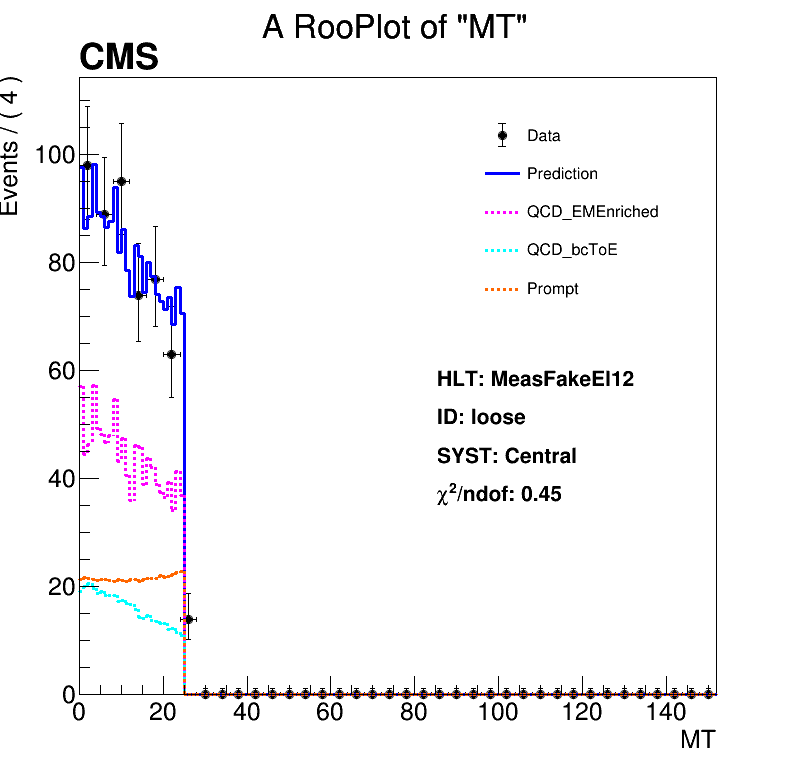 A RooPlot of "MT"
CMS
Events / ( 4 )
100
80
60
40
20
0
Data
Prediction
QCD_EMEnriched
QCD_bcToE
Prompt
HLT: MeasFakeEl12
ID: loose
SYST: Central
χ²/ndof: 0.45
0 20 40 60 80 100 120 140
MT